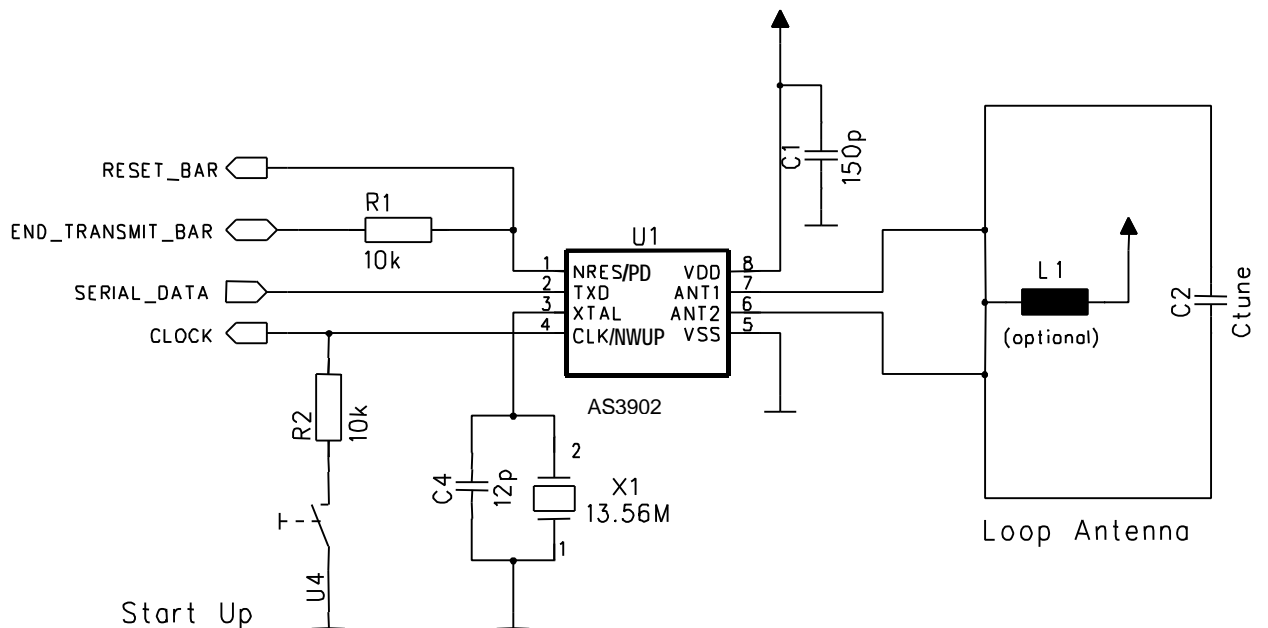 RESET_BAR
END_TRANSMIT_BAR
SERIAL_DATA
CLOCK
R1
10k
U1
1
2
3
4
NRES/PD
TXD
XTAL
CLK/NWUP
VDD
ANT1
ANT2
VSS
8
7
6
5
AS3902
C1
150p
L1
(optional)
C2
Ctune
Loop Antenna
R2
10k
C4
12p
2
X1
13.56M
1
U4
Start Up